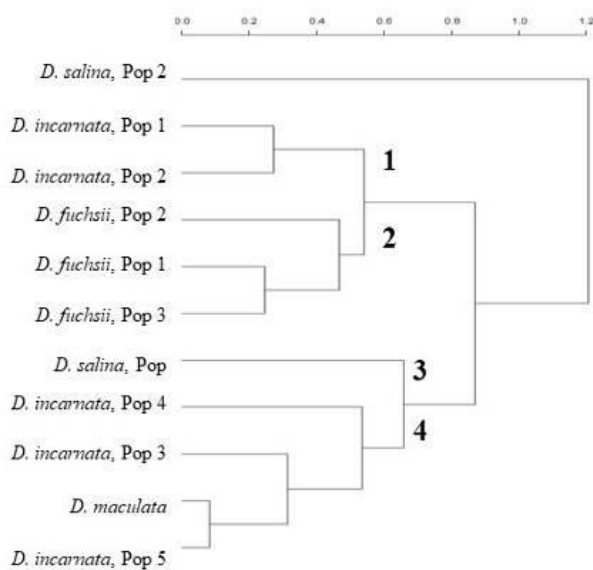 0.0 0.2 0.4 0.6 0.8 1.0 1.2
D. salina, Pop 2
D. incarnata, Pop 1
1
D. incarnata, Pop 2
D. fuchsii, Pop 2
2
D. fuchsii, Pop 1
D. fuchsii, Pop 3
D. salina, Pop
3
D. incarnata, Pop 4
4
D. incarnata, Pop 3
D. maculata
D. incarnata, Pop 5